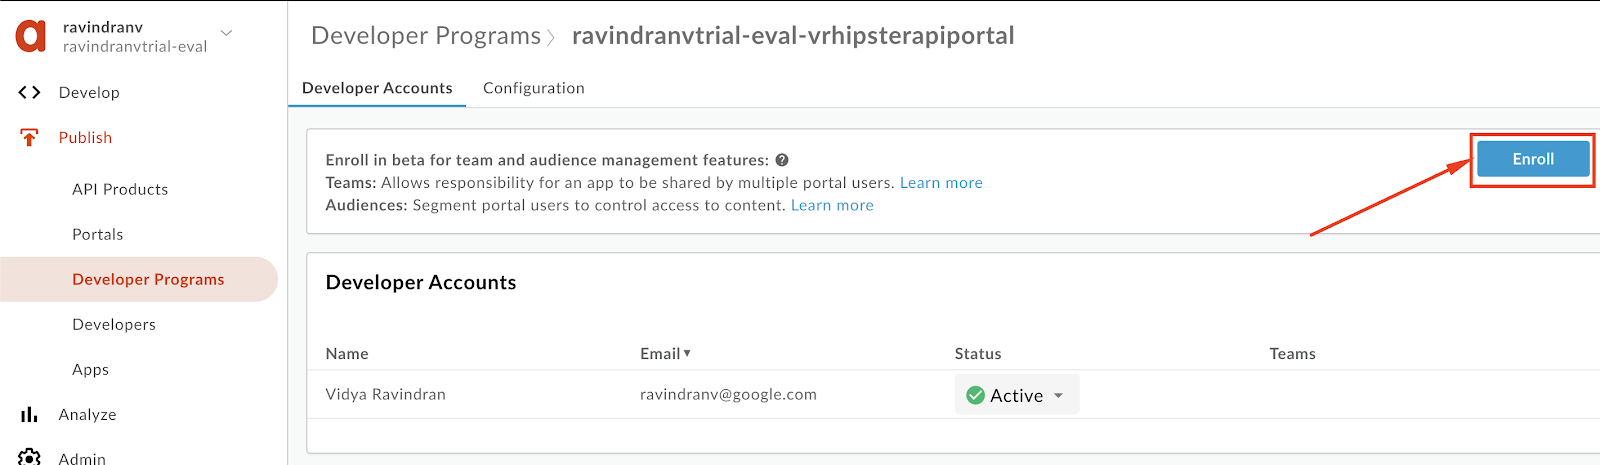 ravindranv
ravindranvtrial-eval
Develop
Publish
API Products
Portals
Developer Programs
Developers
Apps
Analyze
Admin
Developer Programs ravindranvtrial-eval-vrhipsterapiportal
Developer Accounts Configuration
Enroll in beta for team and audience management features:
Teams: Allows responsibility for an app to be shared by multiple portal users. Learn more
Audiences: Segment portal users to control access to content. Learn more
Enroll
Developer Accounts
Name Email Status Teams
Vidya Ravindran ravindranv@google.com Active